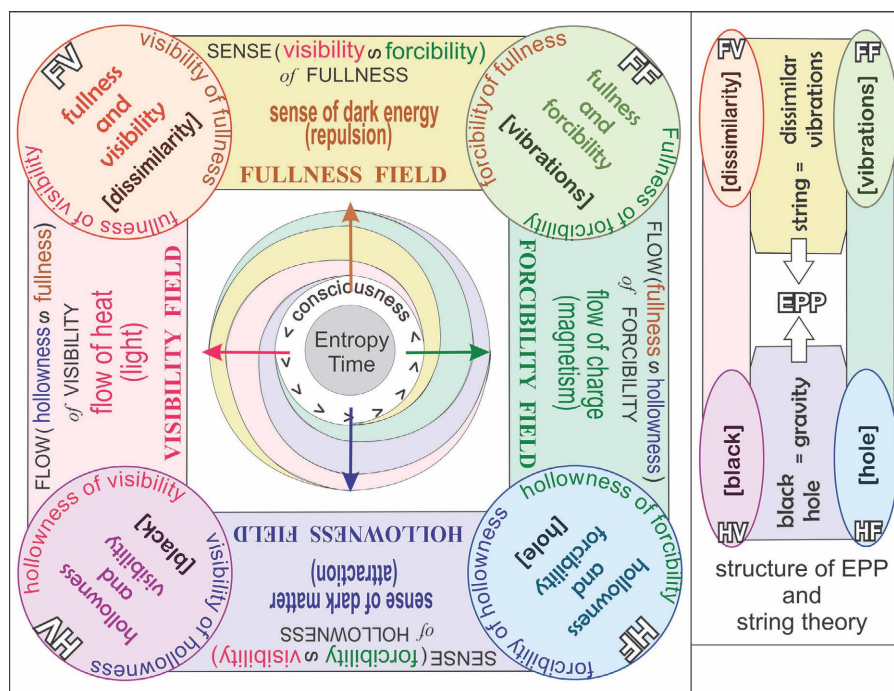 FV
visibility of fullness
fullness
and
visibility
[dissimilarity]
fullness of visibility
SENSE(visibility s forcibility)
of FULLNESS
sense of dark energy
(repulsion)
FULLNESS FIELD
FF
forcibility of fullness
fullness
and
forcibility
[vibrations]
Fullness of forcibility
FLOW(hollowness s fullness)
of VISIBILITY
flow of heat
(light)
VISIBILITY FIELD
< consciousness <
Entropy
Time
< < < < < < < < <
FORCIBILITY FIELD
flow of charge
(magnetism)
FLOW(fullness s hollowness)
of FORCIBILITY
HV
hollowness of visibility
[black]
hollowness
and
visibility
visibility of hollowness
HOLLOWNESS FIELD
sense of dark matter
(attraction)
SENSE(forcibility s visibility)
of HOLLOWNESS
HF
hollowness of forcibility
[hole]
hollowness
and
forcibility
forcibility of hollowness
FV
[dissimilarity]
string = dissimilar
vibrations
FF
[vibrations]
EPP
HV
[black]
black = gravity
hole
HF
[hole]
structure of EPP
and
string theory